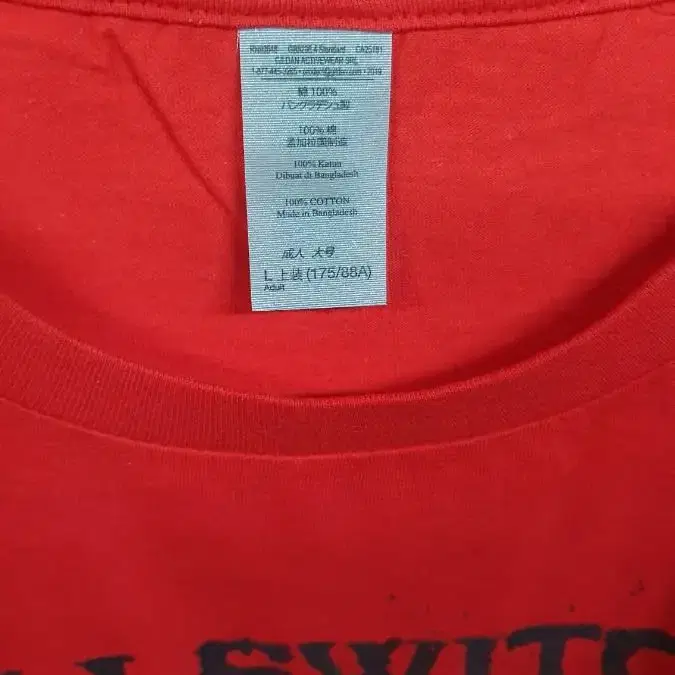 GILDAN ACTIVEWEAR SRL
綿 100%
バングラデシュ製
100% 棉
孟加拉国制造
100% Katun
Dibuat di Bangladesh
100% COTTON
Made in Bangladesh
成人 大号
L 上装 (175/88A)
Adult
LSWITC